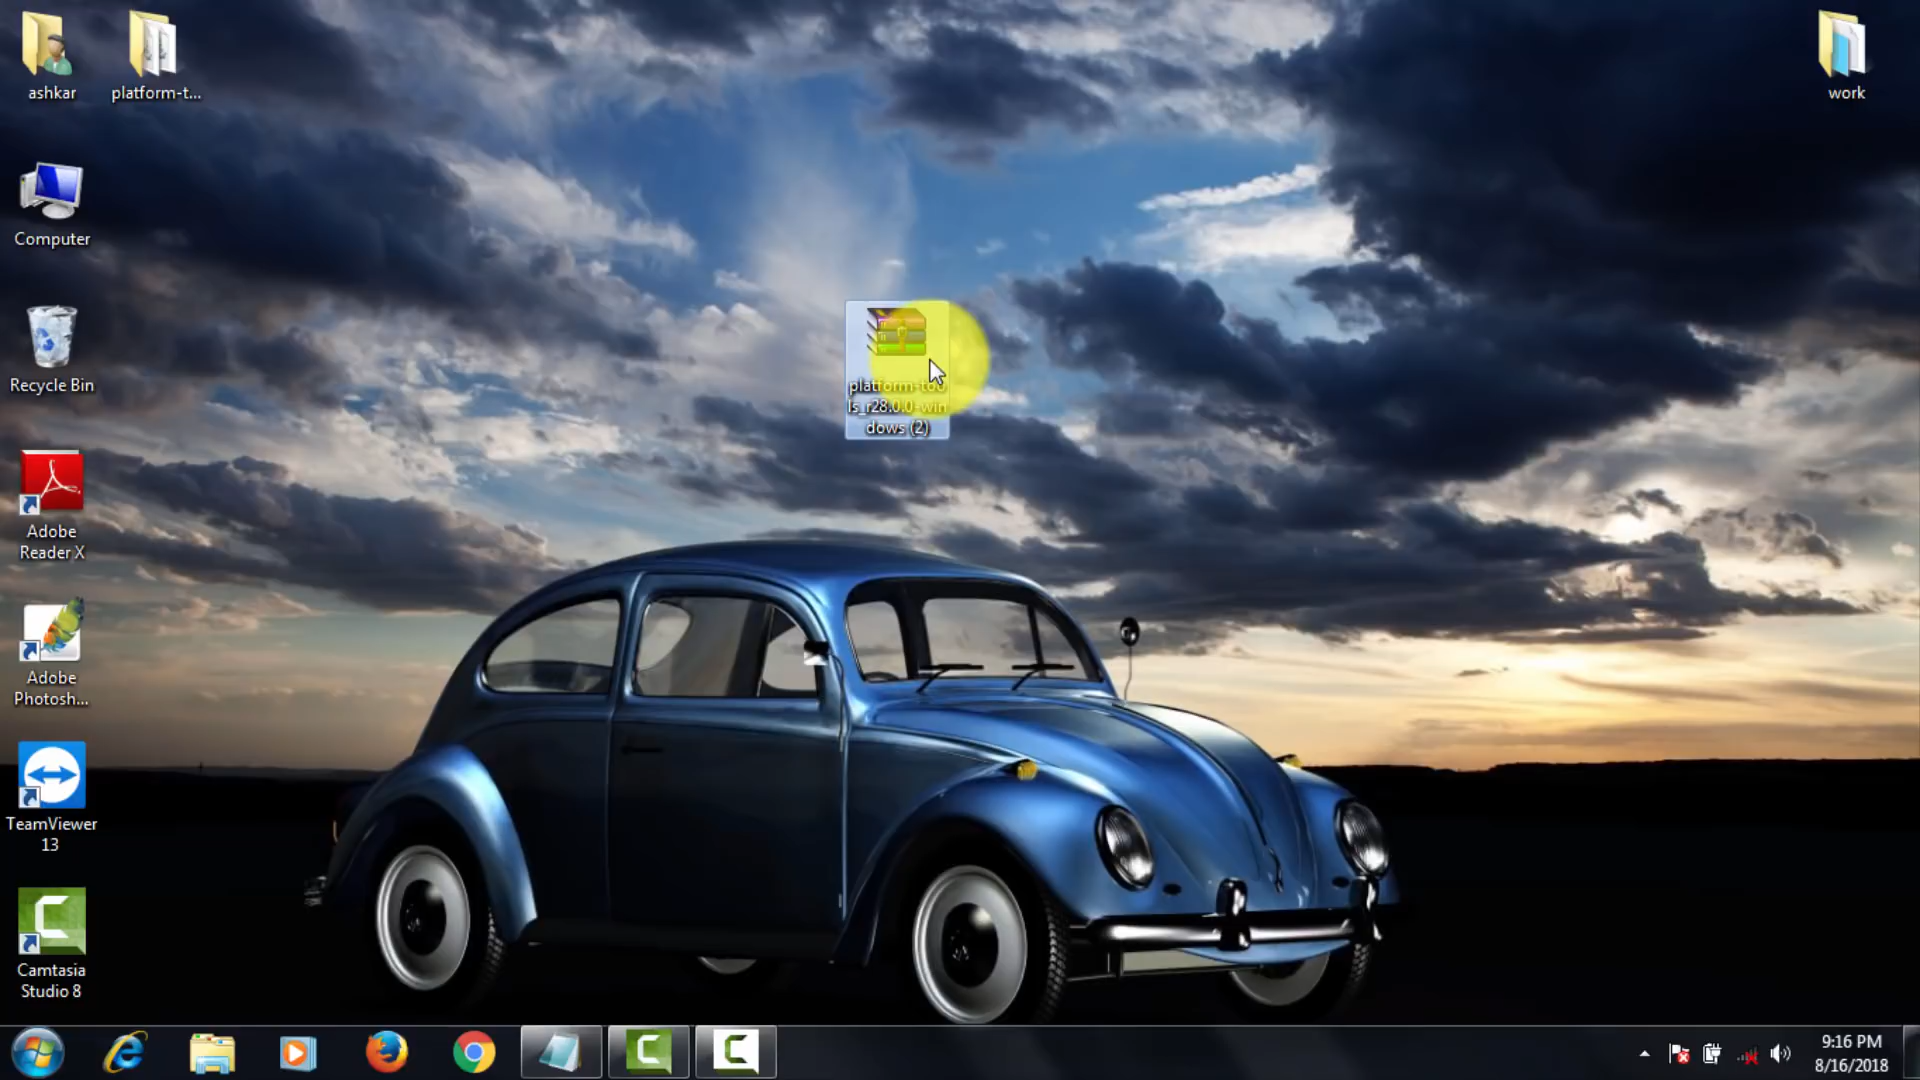 ashkar
platform-t...
work
Computer
Recycle Bin
platform-too
ls_r28.0.0-win
dows (2)
Adobe
Reader X
Adobe
Photosh...
TeamViewer
13
Camtasia
Studio 8
9:16 PM
8/16/2018